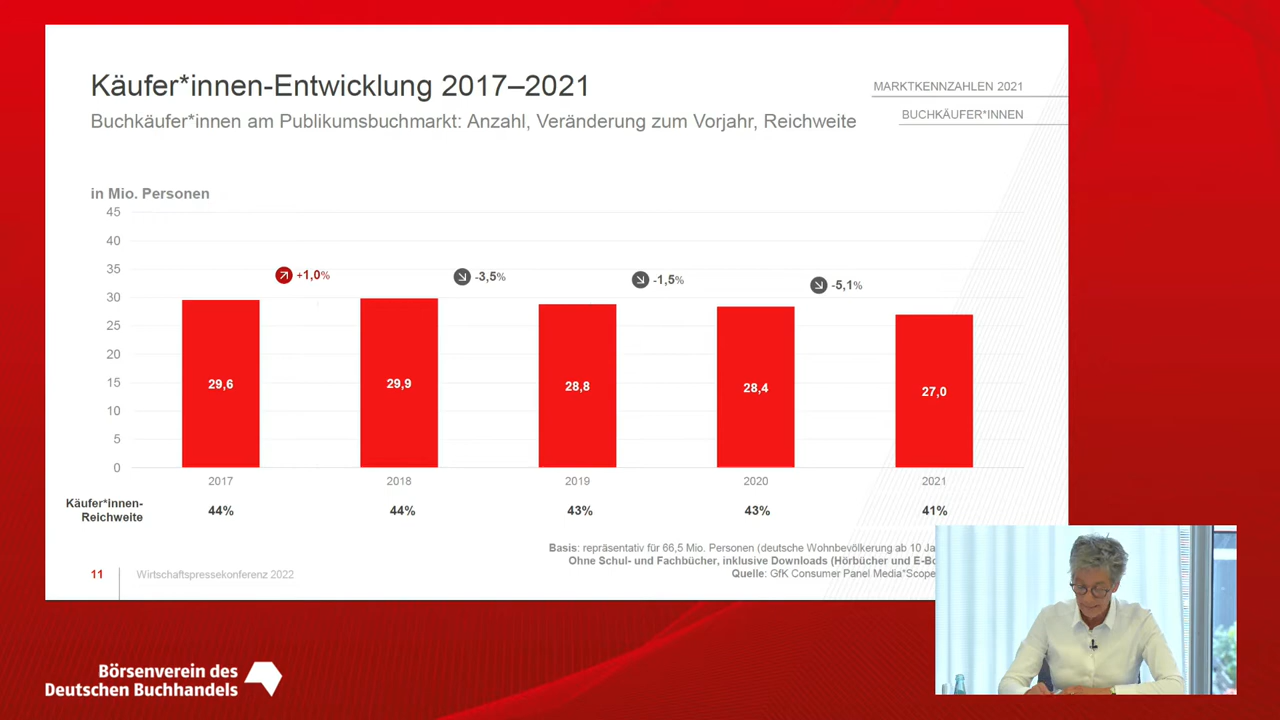 Käufer*innen-Entwicklung 2017–2021
Buchkäufer*innen am Publikumsbuchmarkt: Anzahl, Veränderung zum Vorjahr, Reichweite
MARKTKENNZAHLEN 2021
BUCHKÄUFER*INNEN
in Mio. Personen
45
40
35
30
25
20
15
10
5
0
+1,0%
-3,5%
-1,5%
-5,1%
29,6
29,9
28,8
28,4
27,0
2017
2018
2019
2020
2021
Käufer*innen-
Reichweite
44%
44%
43%
43%
41%
Basis: repräsentativ für 66,5 Mio. Personen (deutsche Wohnbevölkerung ab 10
Ohne Schul- und Fachbücher, inklusive Downloads (Hörbücher und
Quelle: GfK Consumer Panel Media*Scope
11
Wirtschaftspressekonferenz 2022
Börsenverein des
Deutschen Buchhandels